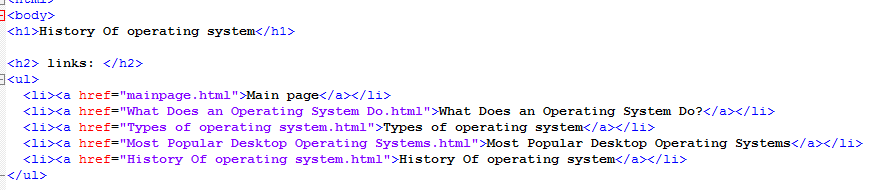 <html>
<body>
<h1>History Of operating system</h1>
<h2> links: </h2>
<ul>
<li><a href="mainpage.html">Main page</a></li>
<li><a href="What Does an Operating System Do.html">What Does an Operating System Do?</a></li>
<li><a href="Types of operating system.html">Types of operating system</a></li>
<li><a href="Most Popular Desktop Operating Systems.html">Most Popular Desktop Operating Systems</a></li>
<li><a href="History Of operating system.html">History Of operating system</a></li>
</ul>